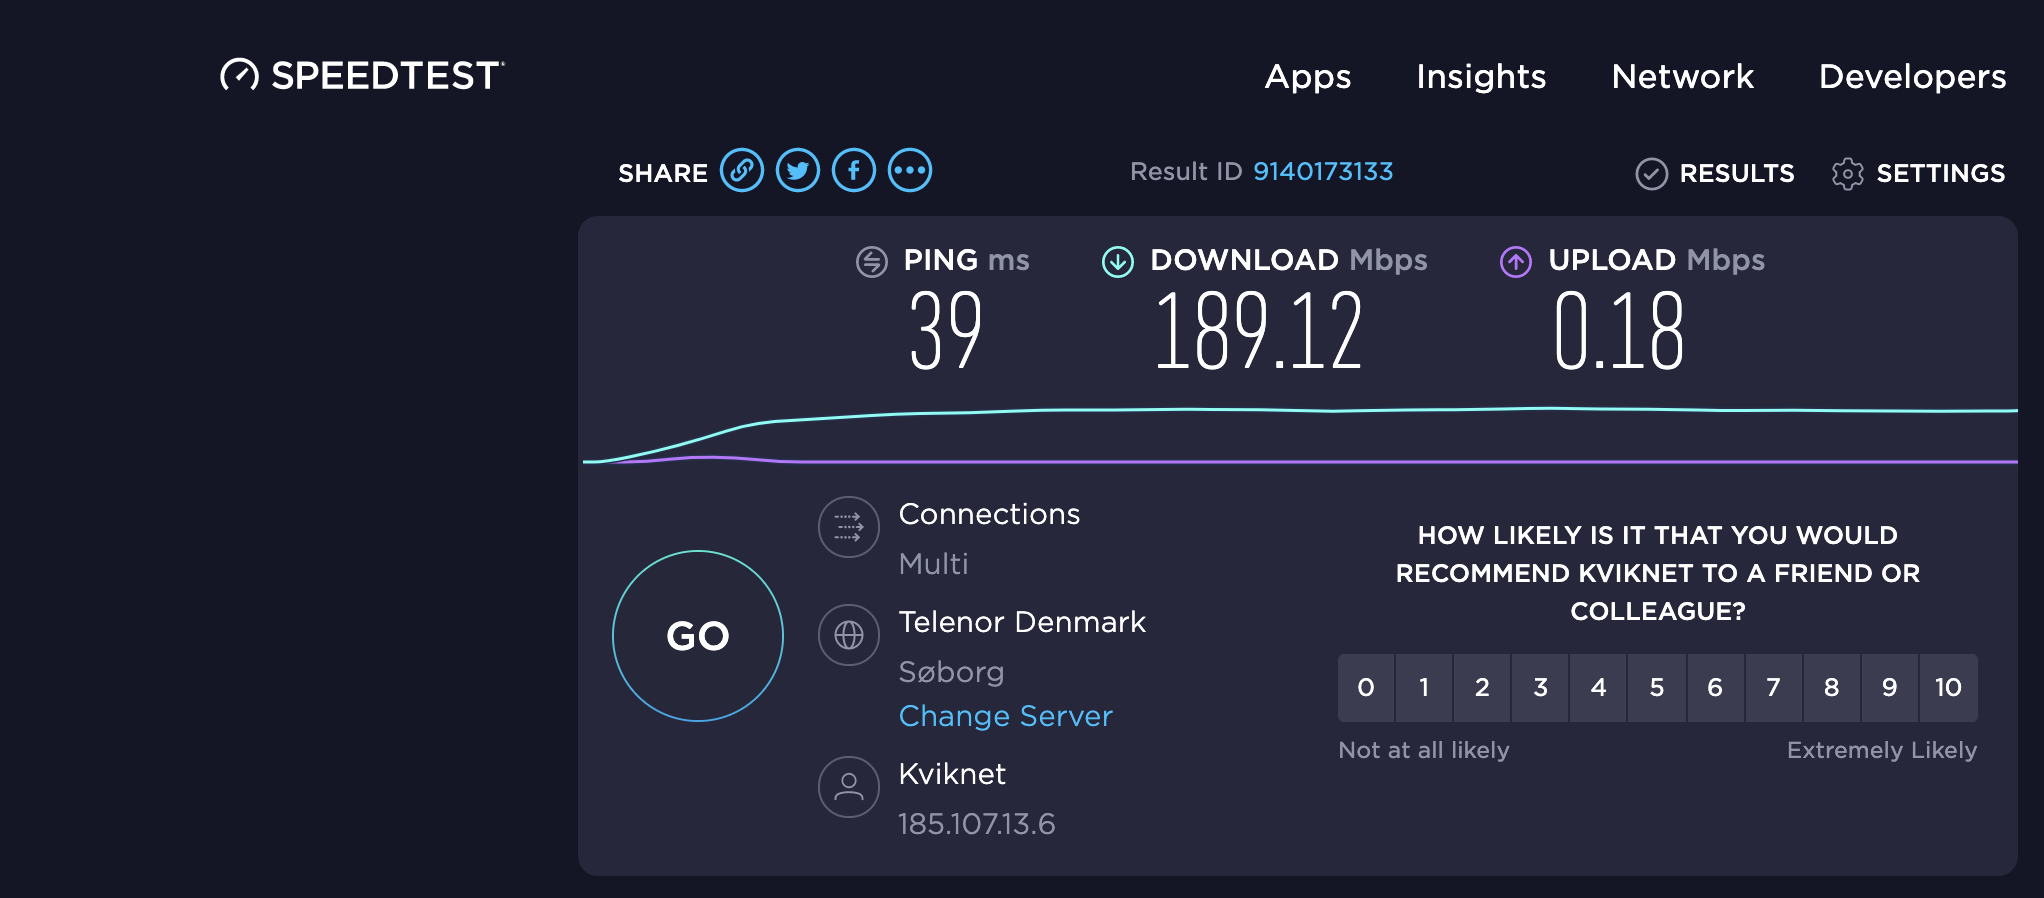 SPEEDTEST
Apps Insights Network Developers
SHARE
Result ID 9140173133
RESULTS SETTINGS
PING ms
39
DOWNLOAD Mbps
189.12
UPLOAD Mbps
0.18
GO
Connections
Multi
Telenor Denmark
Søborg
Change Server
Kviknet
185.107.13.6
HOW LIKELY IS IT THAT YOU WOULD
RECOMMEND KVIKNET TO A FRIEND OR
COLLEAGUE?
0 1 2 3 4 5 6 7 8 9 10
Not at all likely Extremely Likely